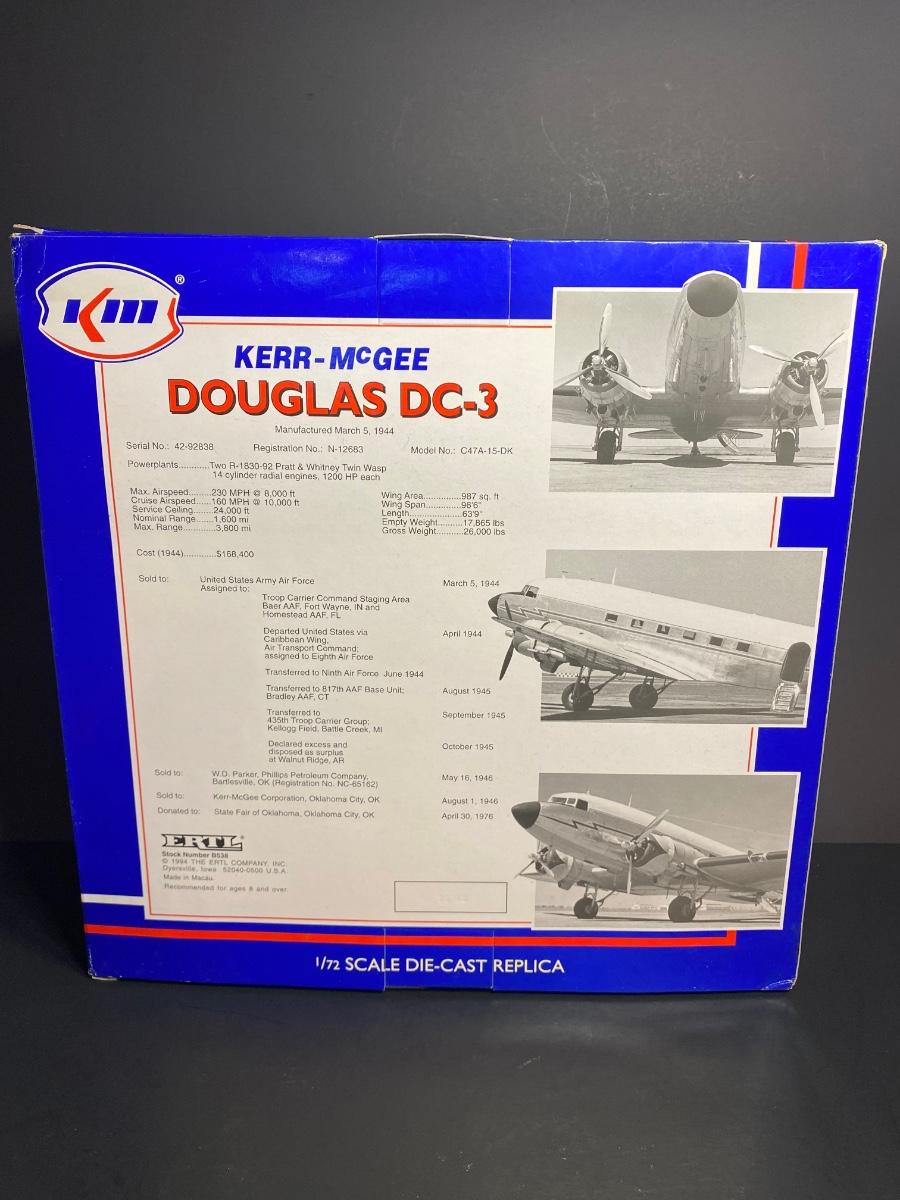 KM ®
KERR-McGEE
DOUGLAS DC-3
Manufactured March 5, 1944
Serial No.: 42-92838 Registration No.: N-12683 Model No.: C47A-15-DK
Powerplants...........Two R-1830-92 Pratt & Whitney Twin Wasp
14 cylinder radial engines, 1200 HP each
Max. Airspeed........230 MPH @ 8,000 ft
Cruise Airspeed......160 MPH @ 10,000 ft
Service Ceiling.......24,000 ft
Nominal Range......1,600 mi
Max. Range............3,800 mi
Wing Area..............987 sq. ft
Wing Span..............96'6"
Length.....................63'9"
Empty Weight..........17,865 lbs
Gross Weight...........26,000 lbs
Cost (1944)............$168,400
Sold to: United States Army Air Force March 5, 1944
Assigned to:
Troop Carrier Command Staging Area
Baer AAF, Fort Wayne, IN and
Homestead AAF, FL
Departed United States via April 1944
Caribbean Wing,
Air Transport Command;
assigned to Eighth Air Force
Transferred to Ninth Air Force June 1944
Transferred to 817th AAF Base Unit; August 1945
Bradley AAF, CT
Transferred to September 1945
435th Troop Carrier Group;
Kellogg Field, Battle Creek, MI
Declared excess and October 1945
disposed as surplus
at Walnut Ridge, AR
Sold to: W.D. Parker, Phillips Petroleum Company, May 16, 1946
Bartlesville, OK (Registration No. NC-65162)
Sold to: Kerr-McGee Corporation, Oklahoma City, OK August 1, 1946
Donated to: State Fair of Oklahoma, Oklahoma City, OK April 30, 1976
ERTL®
Stock Number B538
© 1994 THE ERTL COMPANY, INC.
Dyersville, Iowa 52040-0500 U.S.A.
Made in Macau.
Recommended for ages 8 and over.
1/72 SCALE DIE-CAST REPLICA